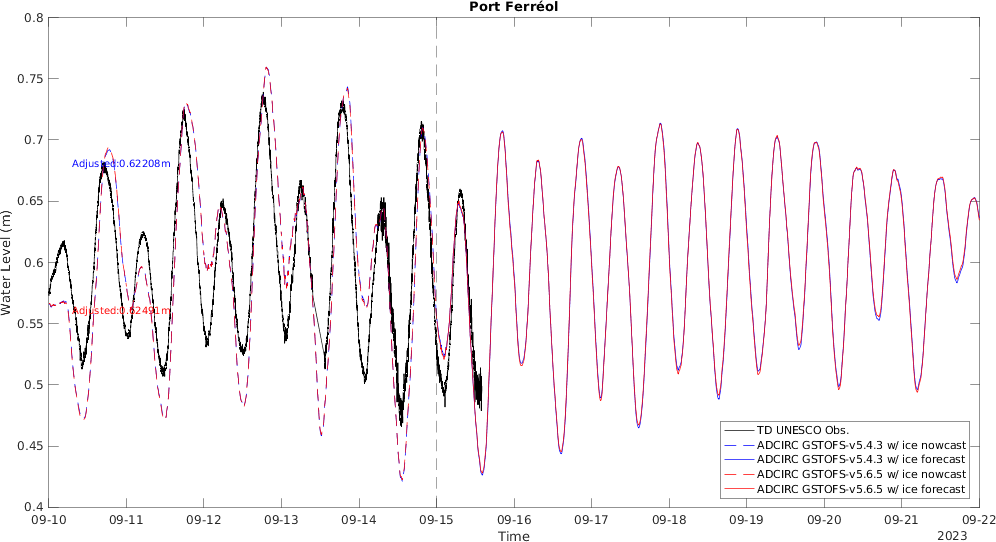 Port Ferréol
0.8
0.75
0.7
0.65
0.6
0.55
0.5
0.45
0.4
Water Level (m)
Adjusted:0.62208m
Adjusted:0.62491m
TD UNESCO Obs.
ADCIRC GSTOFS-v5.4.3 w/ ice nowcast
ADCIRC GSTOFS-v5.4.3 w/ ice forecast
ADCIRC GSTOFS-v5.6.5 w/ ice nowcast
ADCIRC GSTOFS-v5.6.5 w/ ice forecast
09-10 09-11 09-12 09-13 09-14 09-15 09-16 09-17 09-18 09-19 09-20 09-21 09-22
Time
2023